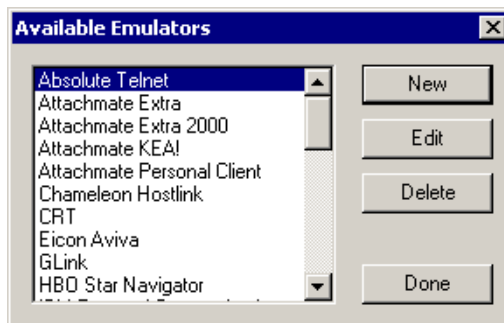 Available Emulators
Absolute Telnet
Attachmate Extra
Attachmate Extra 2000
Attachmate KEA!
Attachmate Personal Client
Chameleon Hostlink
CRT
Eicon Aviva
GLink
HBO Star Navigator
New
Edit
Delete
Done